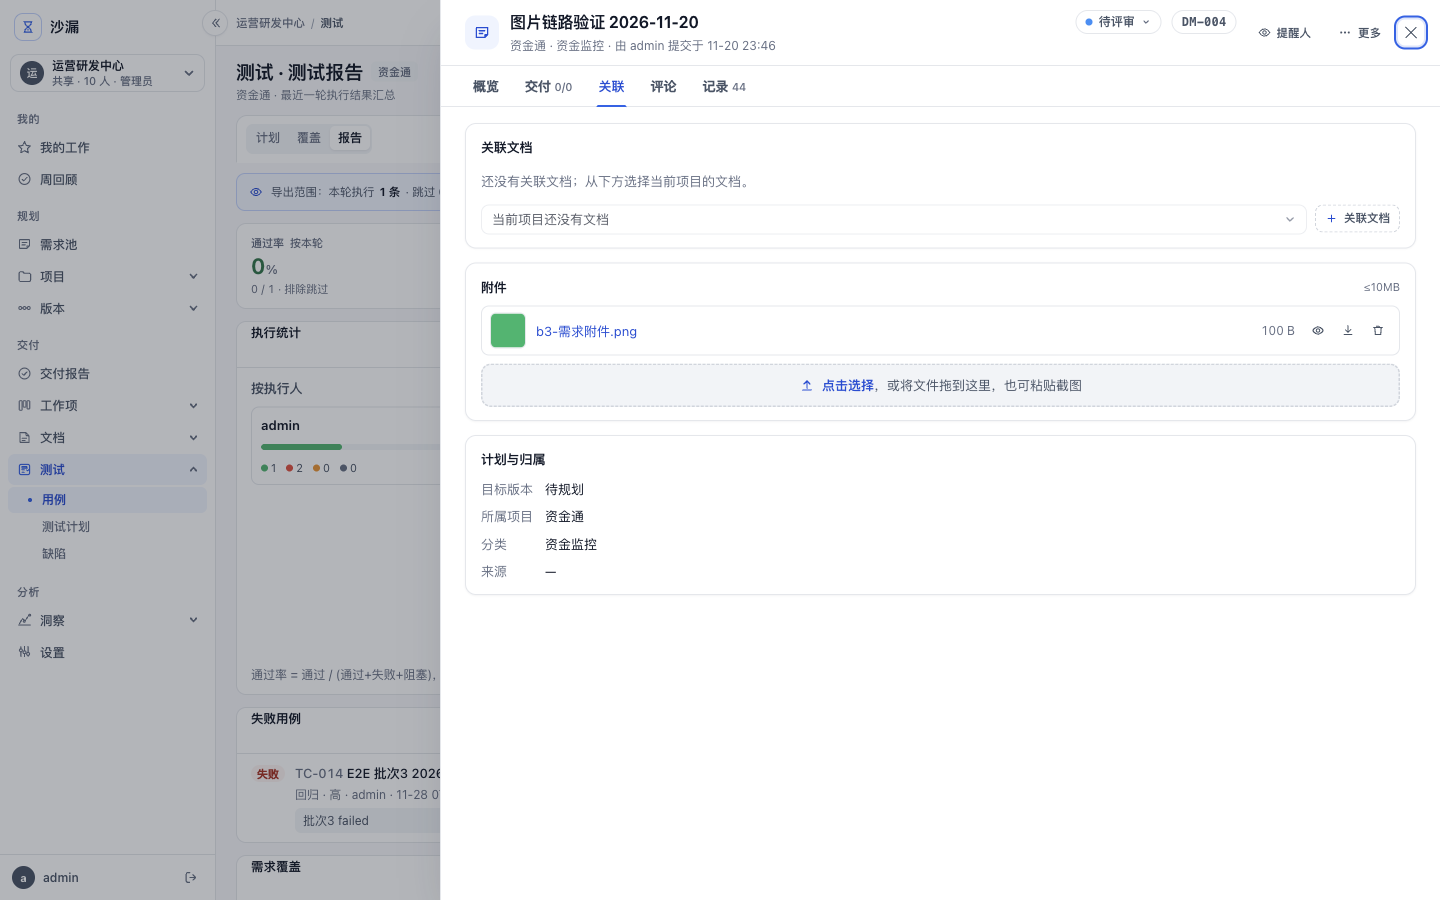 沙漏
运
运营研发中心
共享 · 10 人 · 管理员
我的
我的工作
周回顾
规划
需求池
项目
版本
交付
交付报告
工作项
文档
测试
用例
测试计划
缺陷
分析
洞察
设置
a
admin
运营研发中心 / 测试
测试 · 测试报告 资金通
资金通 · 最近一轮执行结果汇总
计划 覆盖 报告
导出范围：本轮执行 1 条 · 跳过
通过率 按本轮
0%
0 / 1 · 排除跳过
执行统计
按执行人
admin
1 2 0 0
通过率 = 通过 / (通过+失败+阻塞)，
失败用例
失败 TC-014 E2E 批次3 2026
回归 · 高 · admin · 11-28 0
批次3 failed
需求覆盖
图片链路验证 2026-11-20
资金通 · 资金监控 · 由 admin 提交于 11-20 23:46
待评审
DM-004
提醒人
更多
概览 交付 0/0 关联 评论 记录 44
关联文档
还没有关联文档；从下方选择当前项目的文档。
当前项目还没有文档
关联文档
附件
≤10MB
b3-需求附件.png
100 B
点击选择，或将文件拖到这里，也可粘贴截图
计划与归属
目标版本 待规划
所属项目 资金通
分类 资金监控
来源 —